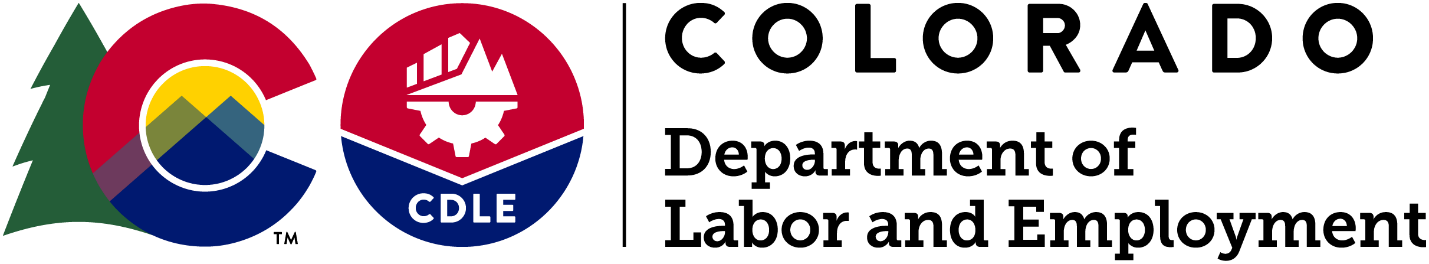 TM
CDLE
COLORADO
Department of
Labor and Employment